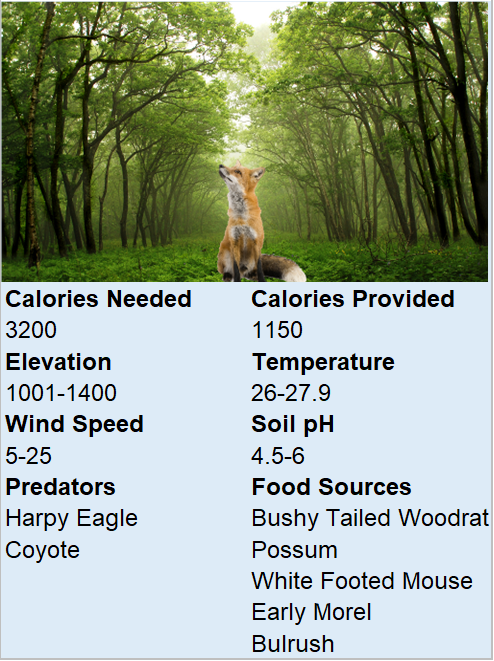 Calories Needed
Calories Provided
3200
1150
Elevation
Temperature
1001-1400
26-27.9
Wind Speed
Soil pH
5-25
4.5-6
Predators
Food Sources
Harpy Eagle
Bushy Tailed Woodrat
Coyote
Possum
White Footed Mouse
Early Morel
Bulrush